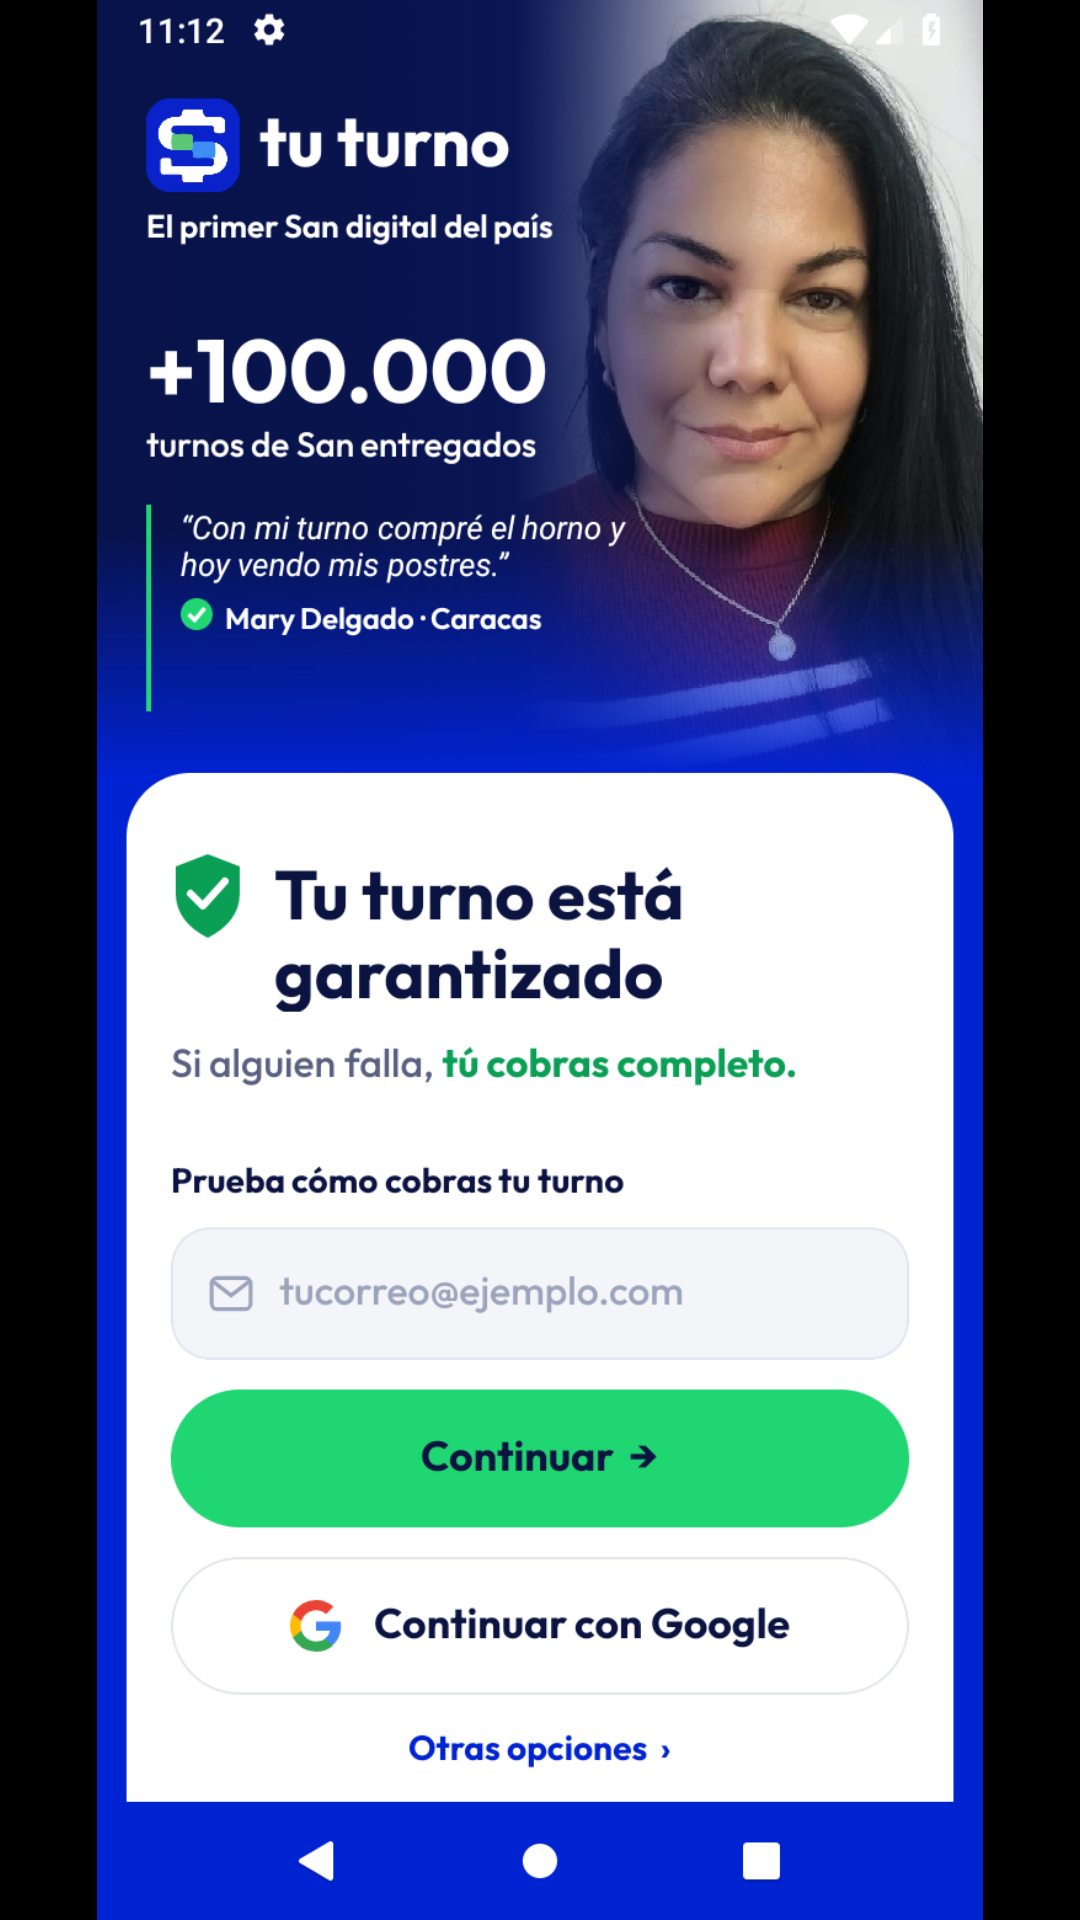 11:12
tu turno
El primer San digital del país
+100.000
turnos de San entregados
“Con mi turno compré el horno y
hoy vendo mis postres.”
Mary Delgado · Caracas
Tu turno está
garantizado
Si alguien falla, tú cobras completo.
Prueba cómo cobras tu turno
tucorreo@ejemplo.com
Continuar →
Continuar con Google
Otras opciones ›